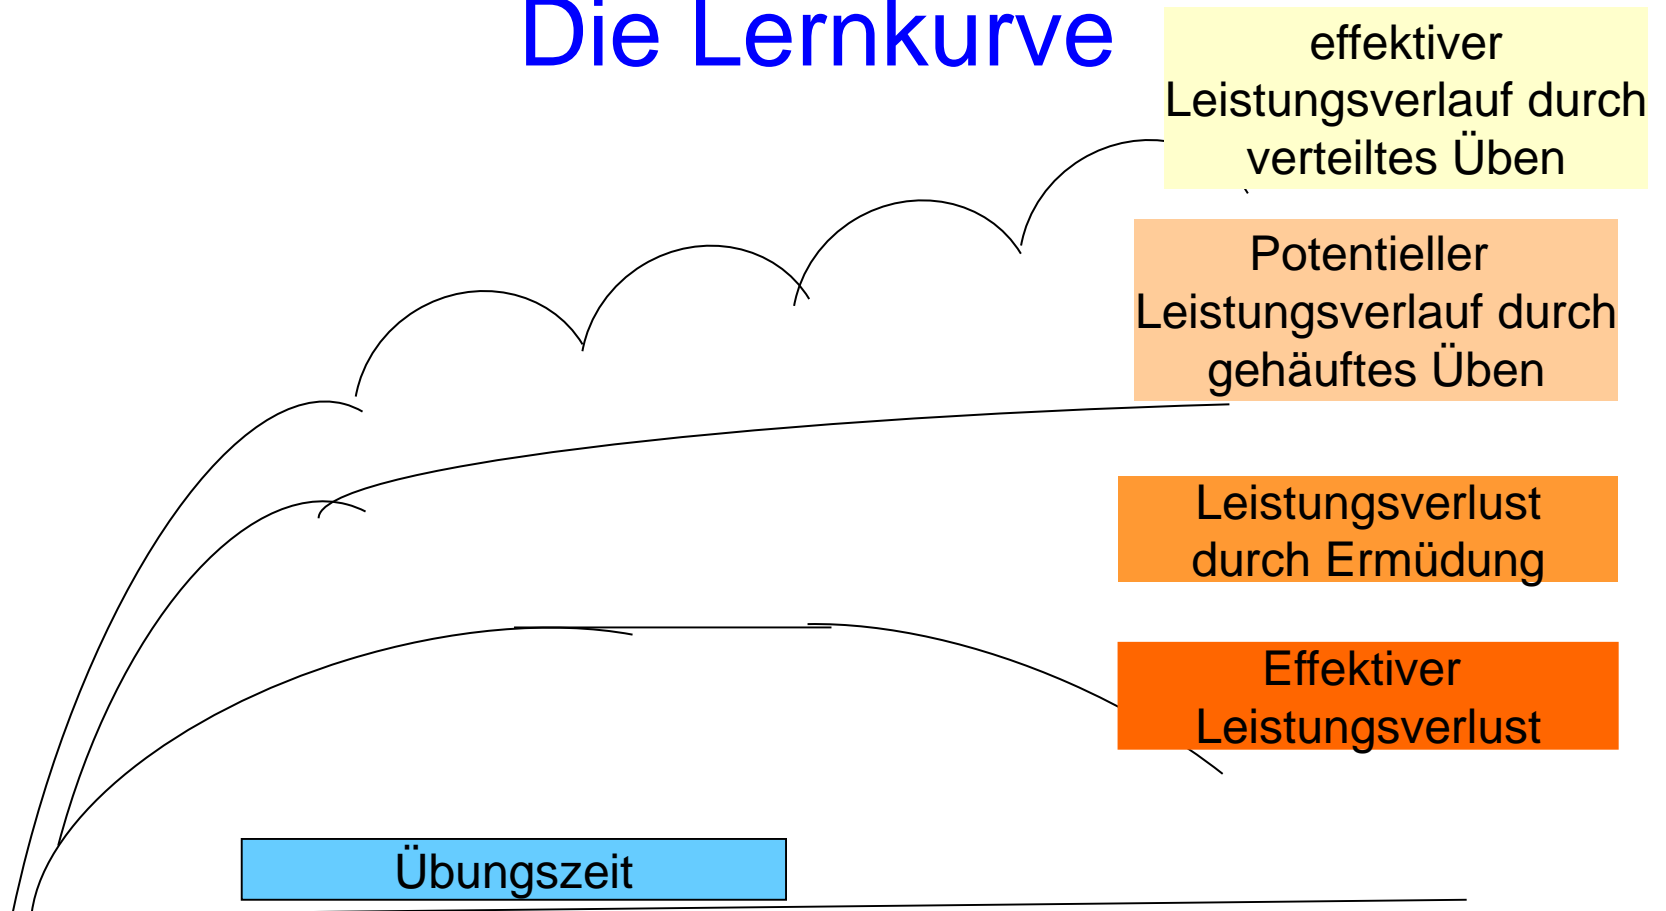 Die Lernkurve
effektiver
Leistungsverlauf durch
verteiltes Üben
Potentieller
Leistungsverlauf durch
gehäuftes Üben
Leistungsverlust
durch Ermüdung
Effektiver
Leistungsverlust
Übungszeit